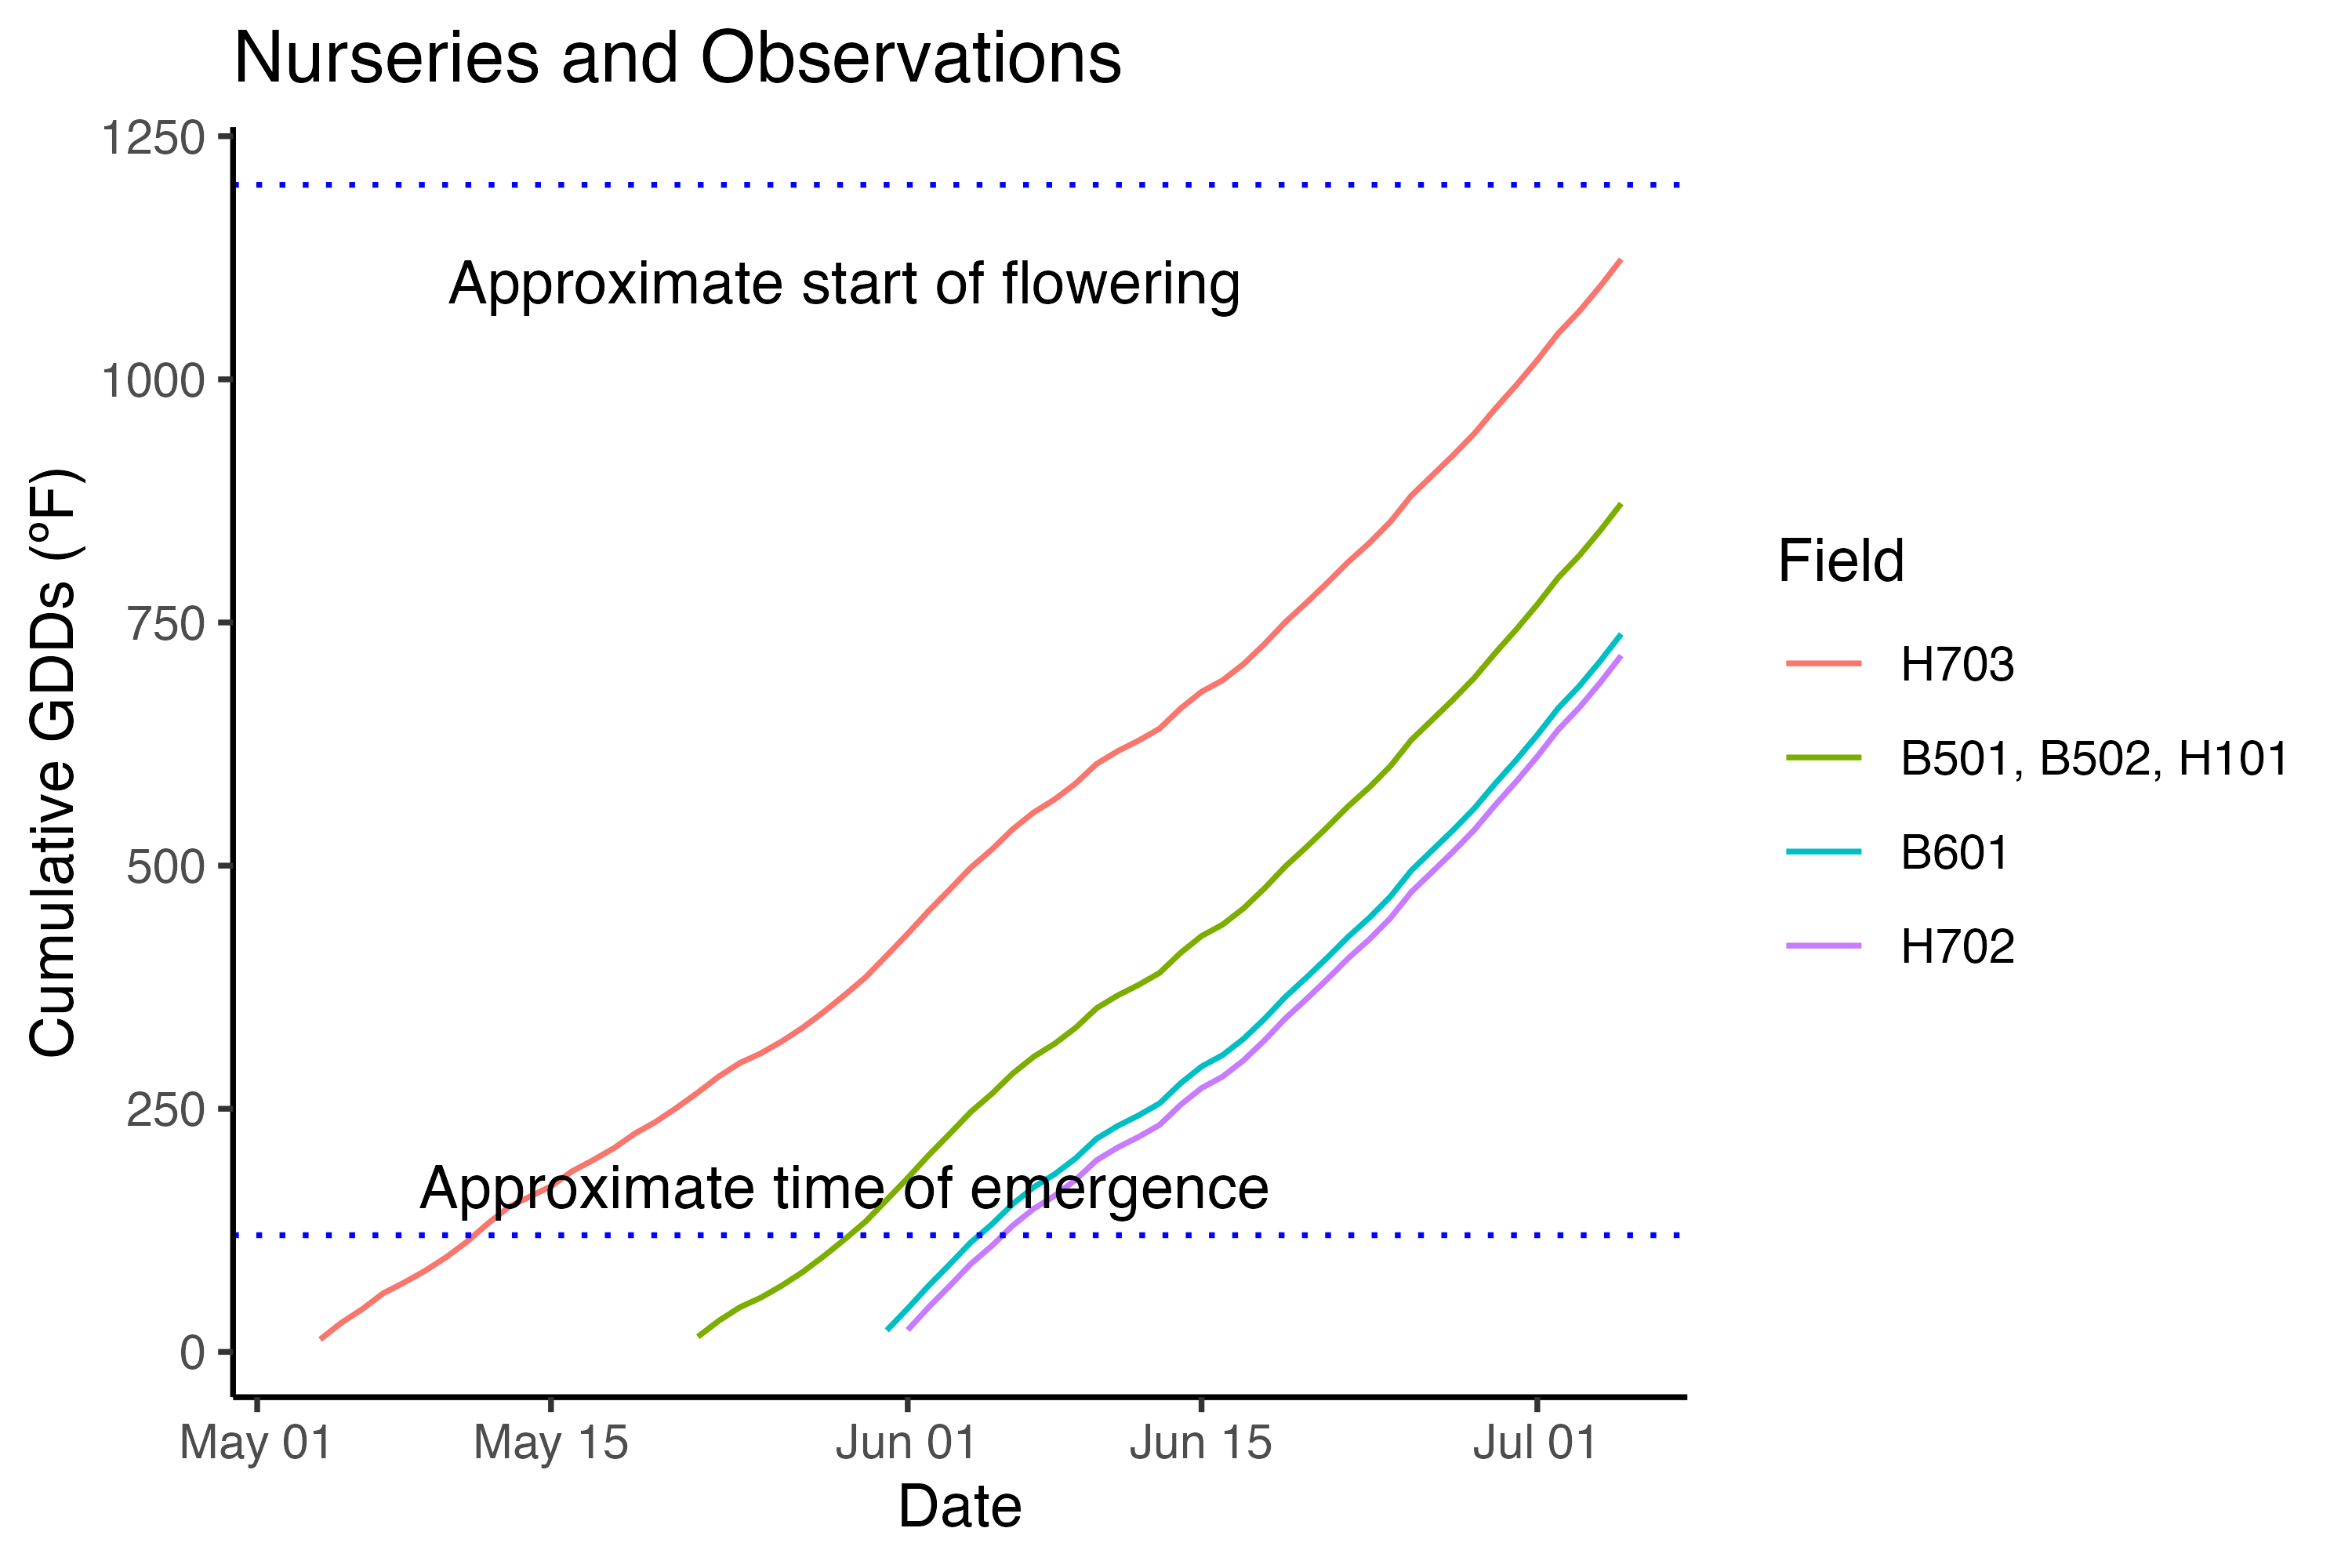 Nurseries and Observations
1250
1000
750
500
250
0
Cumulative GDDs (°F)
Approximate start of flowering
Approximate time of emergence
May 01
May 15
Jun 01
Jun 15
Jul 01
Date
Field
H703
B501, B502, H101
B601
H702